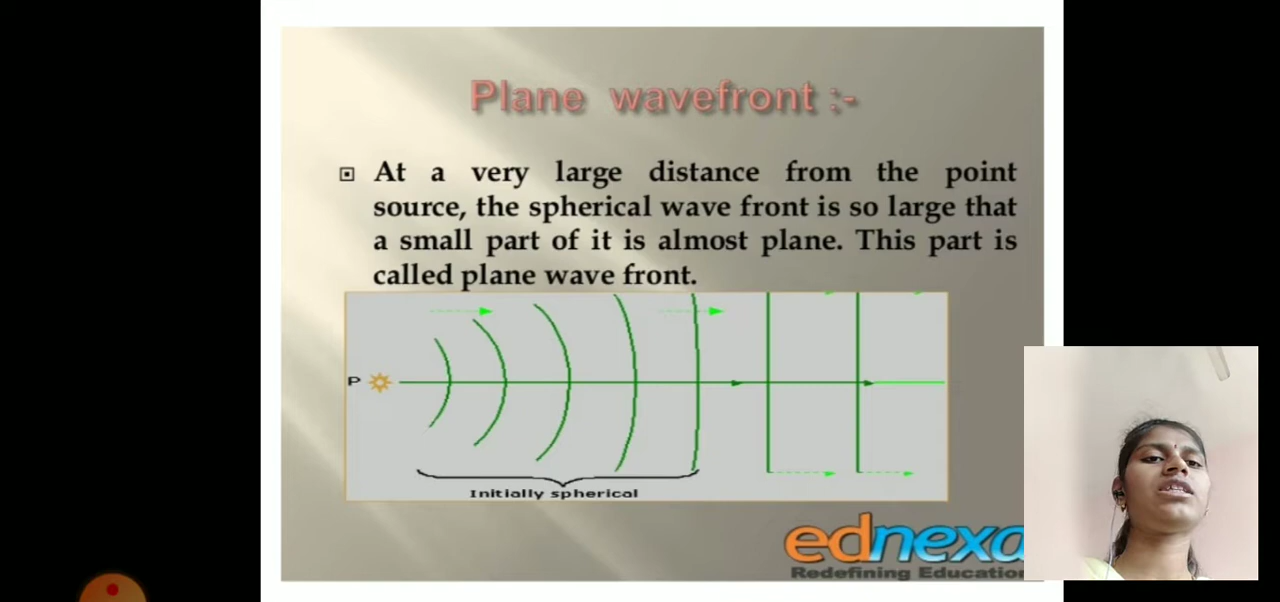 Plane wavefront :-
At a very large distance from the point
source, the spherical wave front is so large that
a small part of it is almost plane. This part is
called plane wave front.
P
Initially spherical
ednexa
Redefining Education